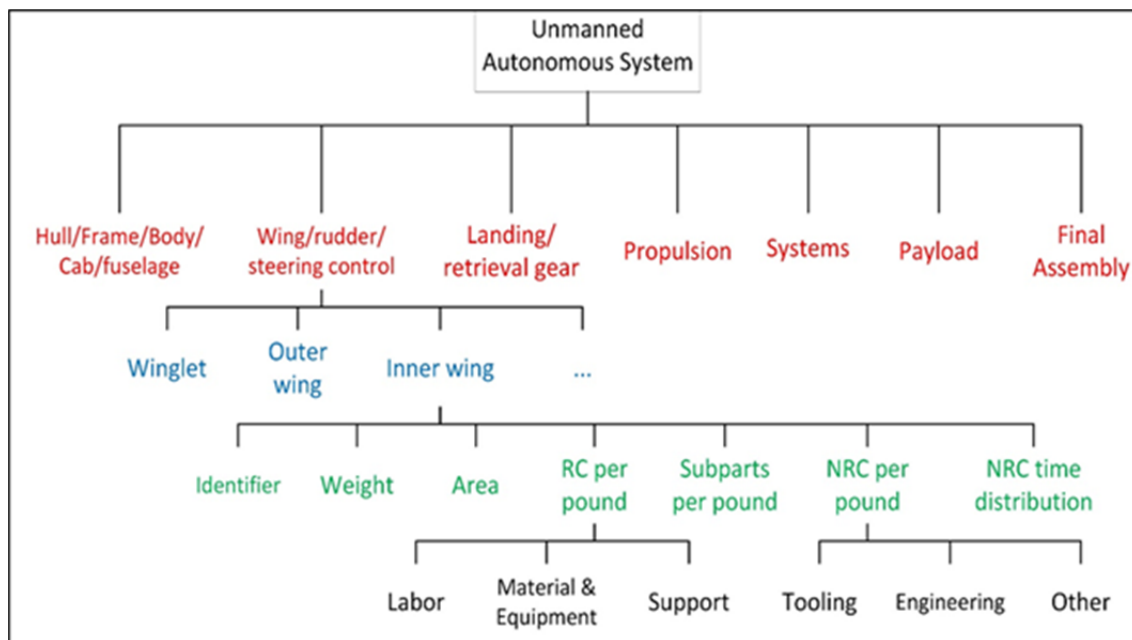 Unmanned
Autonomous System
Hull/Frame/Body/
Cab/fuselage
Wing/rudder/
steering control
Landing/
retrieval gear
Propulsion
Systems
Payload
Final
Assembly
Winglet
Outer
wing
Inner wing
...
Identifier
Weight
Area
RC per
pound
Subparts
per pound
NRC per
pound
NRC time
distribution
Labor
Material &
Equipment
Support
Tooling
Engineering
Other